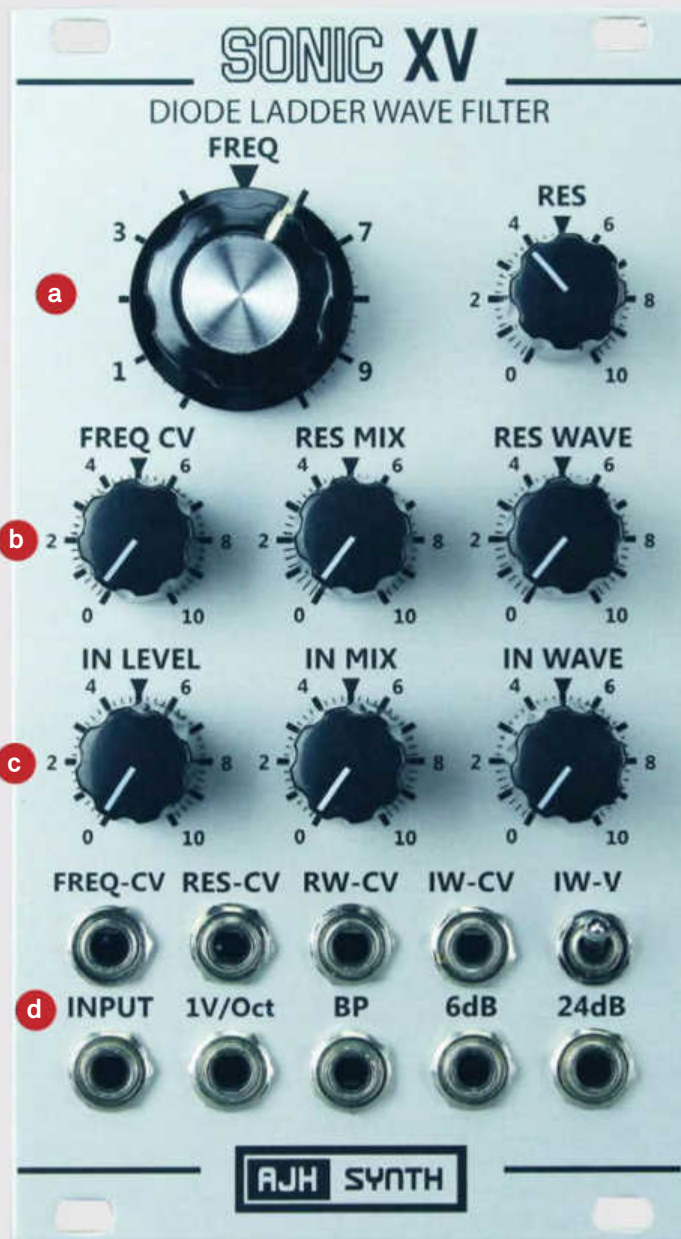 SONIC XV
DIODE LADDER WAVE FILTER
FREQ
RES
3 7
4 6
a
2 8
1 9
0 10
FREQ CV RES MIX RES WAVE
4 6 4 6 4 6
b 2 8 2 8 2 8
0 10 0 10 0 10
IN LEVEL IN MIX IN WAVE
4 6 4 6 4 6
c 2 8 2 8 2 8
0 10 0 10 0 10
FREQ-CV RES-CV RW-CV IW-CV IW-V
d INPUT 1V/Oct BP 6dB 24dB
AJH SYNTH